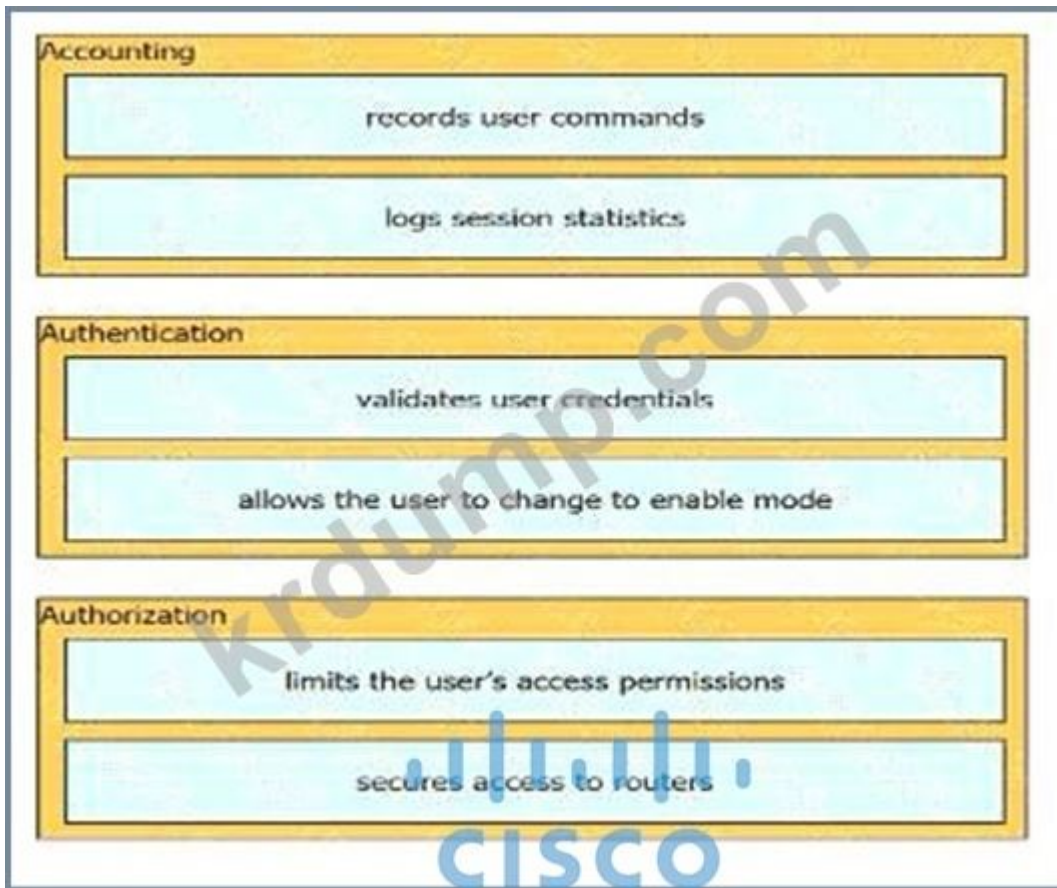 Accounting
records user commands
logs session statistics
Authentication
validates user credentials
allows the user to change to enable mode
Authorization
limits the user's access permissions
secures access to routers
krdump.com
CISCO